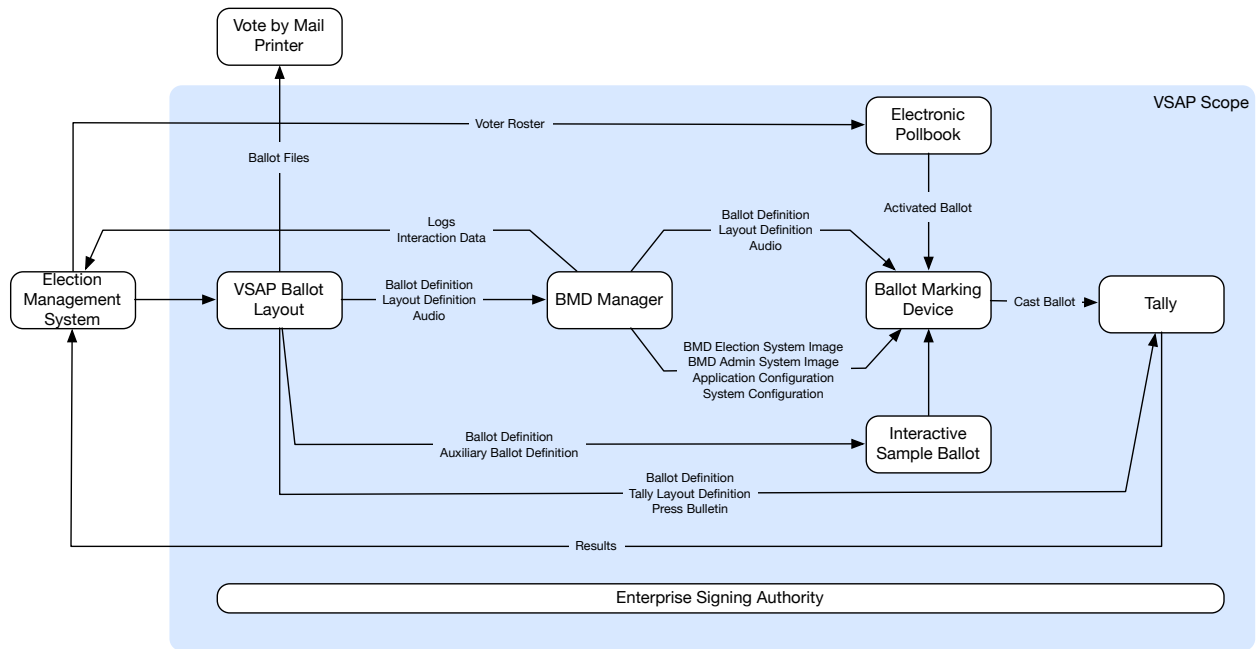 Vote by Mail
Printer
VSAP Scope
Electronic
Pollbook
Voter Roster
Ballot Files
Activated Ballot
Logs
Interaction Data
Ballot Definition
Layout Definition
Audio
Election
Management
System
VSAP Ballot
Layout
Ballot Definition
Layout Definition
Audio
BMD Manager
Ballot Marking
Device
Cast Ballot
Tally
BMD Election System Image
BMD Admin System Image
Application Configuration
System Configuration
Ballot Definition
Auxiliary Ballot Definition
Interactive
Sample Ballot
Ballot Definition
Tally Layout Definition
Press Bulletin
Results
Enterprise Signing Authority